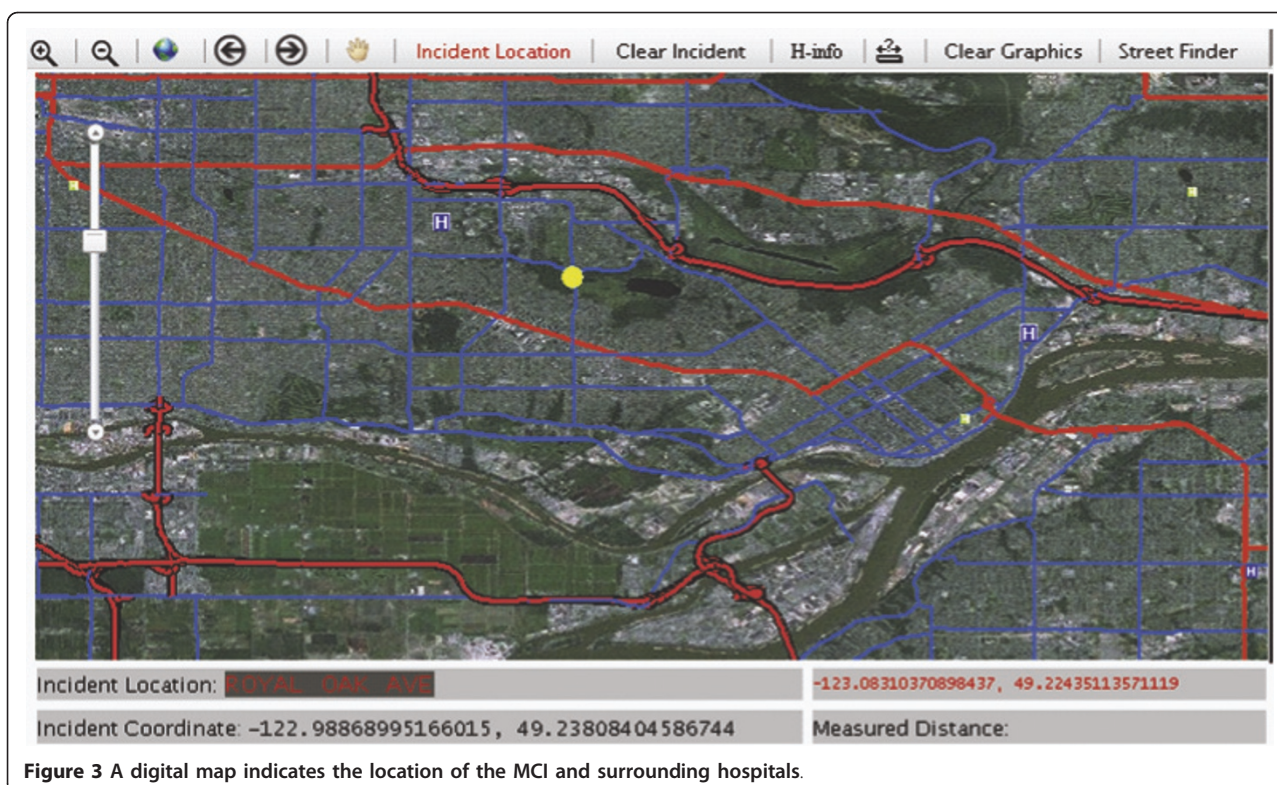 Incident Location | Clear Incident | H-info | Clear Graphics | Street Finder
H
H
H
Incident Location: ROYAL OAK AVE
-123.08310370898437, 49.22435113571119
Incident Coordinate: -122.98868995166015, 49.23808404586744
Measured Distance:
Figure 3 A digital map indicates the location of the MCI and surrounding hospitals.